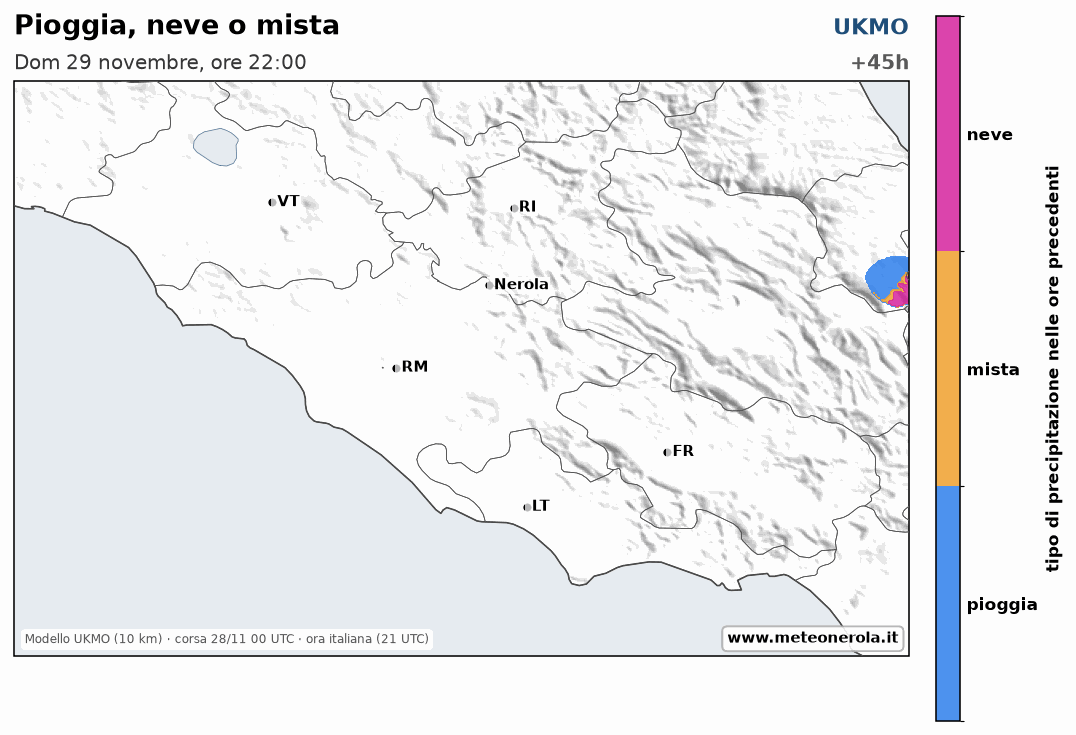 Pioggia, neve o mista
UKMO
Dom 29 novembre, ore 22:00
+45h
neve
mista
pioggia
tipo di precipitazione nelle ore precedenti
VT
RI
Nerola
RM
FR
LT
Modello UKMO (10 km) · corsa 28/11 00 UTC · ora italiana (21 UTC)
www.meteonerola.it